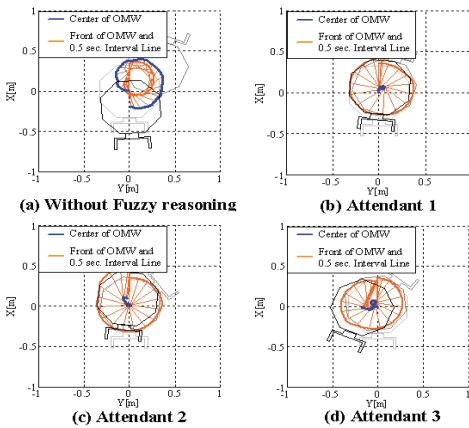 Center of OMW
Front of OMW and
0.5 sec. Interval Line
1
0.5
0
-0.5
-1
X[m]
-1
-0.5
0
0.5
1
Y[m]
(a) Without Fuzzy reasoning
Center of OMW
Front of OMW and
0.5 sec. Interval Line
1
0.5
0
-0.5
-1
X[m]
-1
-0.5
0
0.5
1
Y[m]
(b) Attendant 1
Center of OMW
Front of OMW and
0.5 sec. Interval Line
1
0.5
0
-0.5
-1
X[m]
-1
-0.5
0
0.5
1
Y[m]
(c) Attendant 2
Center of OMW
Front of OMW and
0.5 sec. Interval Line
1
0.5
0
-0.5
-1
X[m]
-1
-0.5
0
0.5
1
Y[m]
(d) Attendant 3